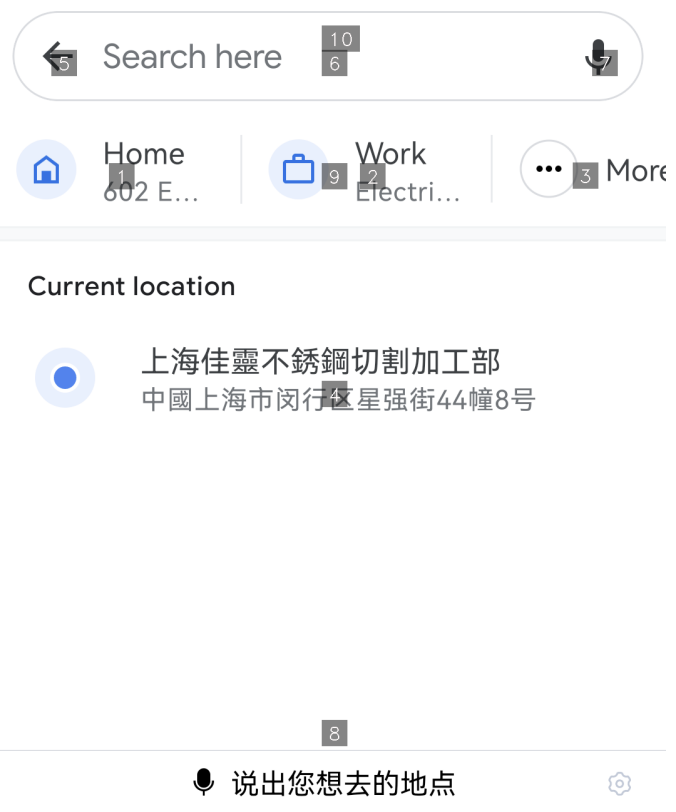 10
Search here
5
6
7
Home
Work
More
1
9
2
3
602 E...
Electri...
Current location
上海佳靈不銹鋼切割加工部
中國上海市闵行区星强街44幢8号
4
8
说出您想去的地点